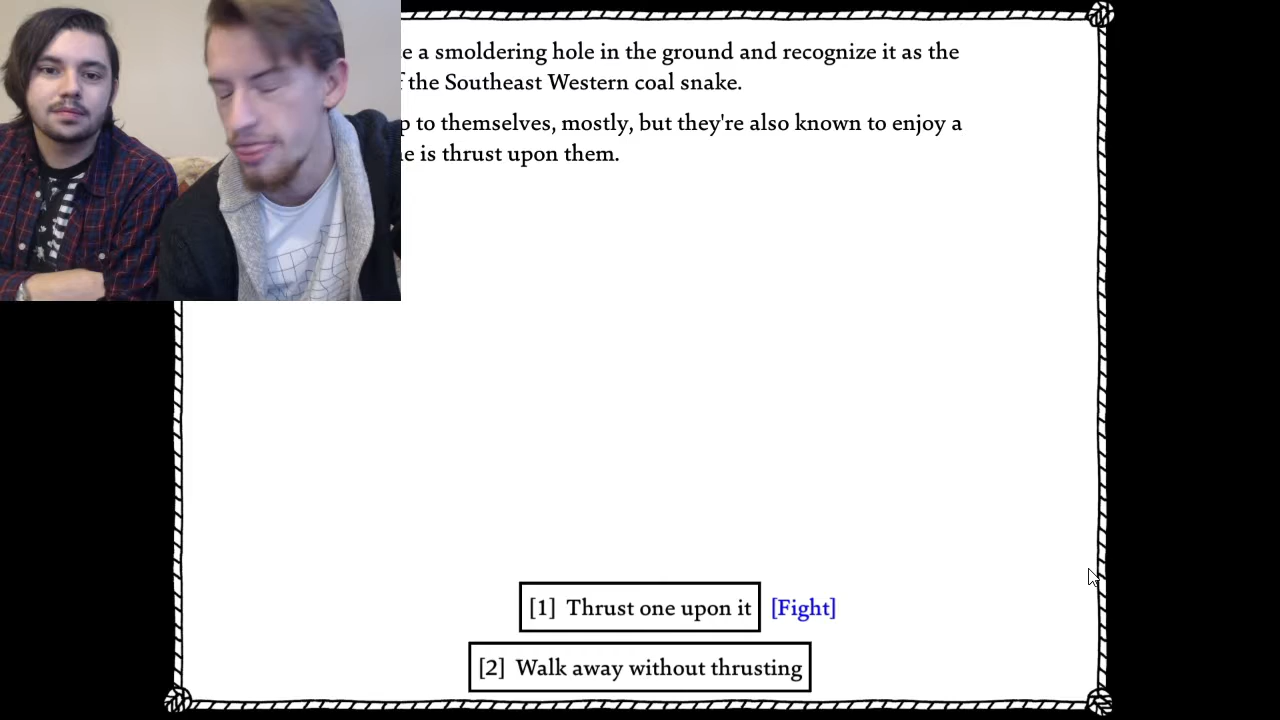 a smoldering hole in the ground and recognize it as the
the Southeast Western coal snake.
to themselves, mostly, but they're also known to enjoy a
is thrust upon them.
[1] Thrust one upon it [Fight]
[2] Walk away without thrusting